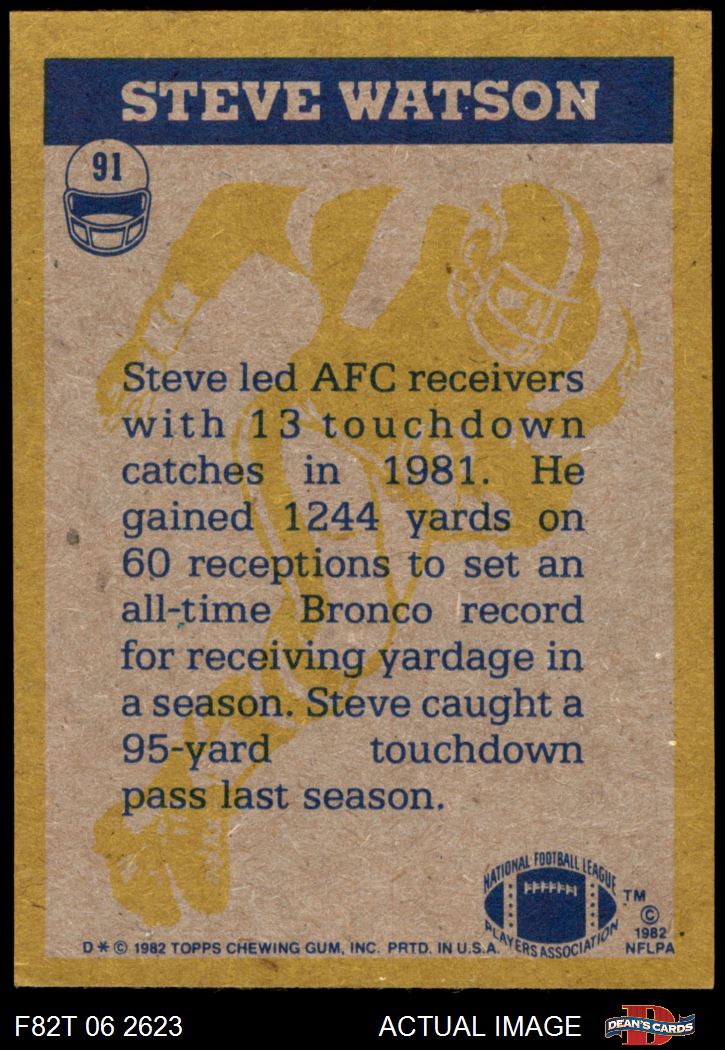 STEVE WATSON
91
Steve led AFC receivers
with 13 touchdown
catches in 1981. He
gained 1244 yards on
60 receptions to set an
all-time Bronco record
for receiving yardage in
a season. Steve caught a
95-yard touchdown
pass last season.
NATIONAL FOOTBALL LEAGUE
PLAYERS ASSOCIATION
TM
©
1982
NFLPA
D * © 1982 TOPPS CHEWING GUM, INC. PRTD. IN U.S.A.
F82T 06 2623
ACTUAL IMAGE
D
DEAN'S CARDS